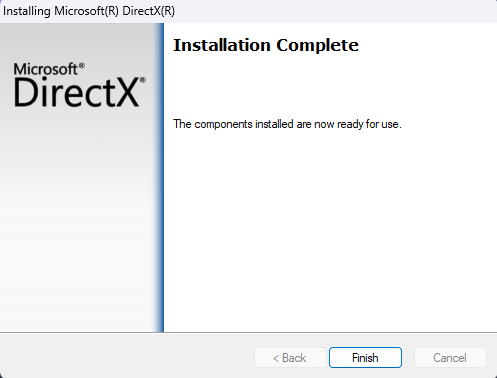 Installing Microsoft(R) DirectX(R)
Installation Complete
Microsoft®
DirectX®
The components installed are now ready for use.
< Back
Finish
Cancel